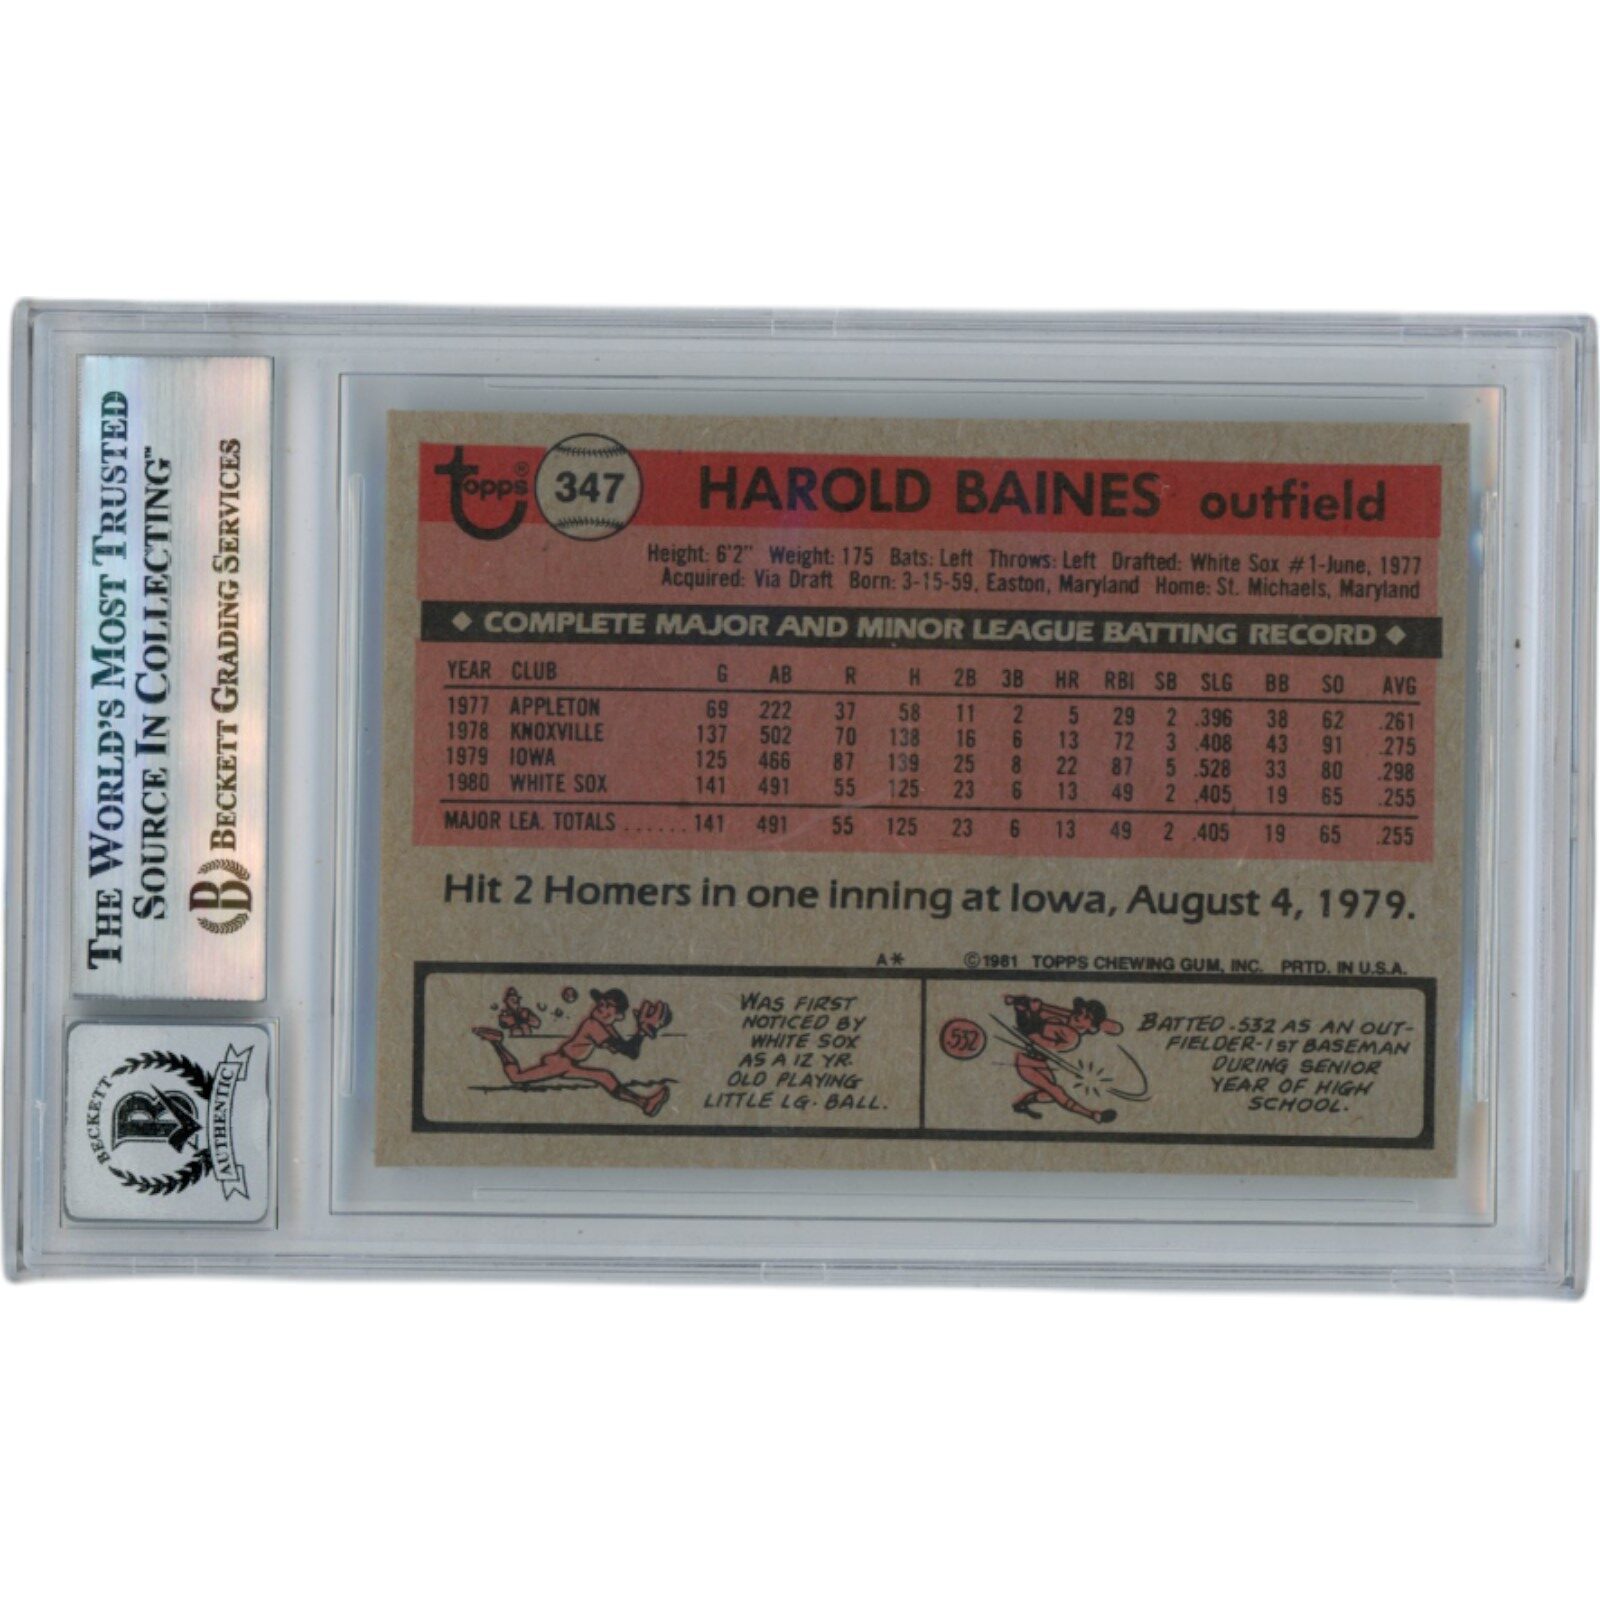 THE WORLD'S MOST TRUSTED
SOURCE IN COLLECTING™
BECKETT GRADING SERVICES
BECKETT
AUTHENTIC
topps® 347 HAROLD BAINES outfield
Height: 6'2" Weight: 175 Bats: Left Throws: Left Drafted: White Sox #1-June, 1977
Acquired: Via Draft Born: 3-15-59, Easton, Maryland Home: St. Michaels, Maryland
◆ COMPLETE MAJOR AND MINOR LEAGUE BATTING RECORD ◆
YEAR CLUB G AB R H 2B 3B HR RBI SB SLG BB SO AVG
1977 APPLETON 69 222 37 58 11 2 5 29 2 .396 38 62 .261
1978 KNOXVILLE 137 502 70 138 16 6 13 72 3 .408 43 91 .275
1979 IOWA 125 466 87 139 25 8 22 87 5 .528 33 80 .298
1980 WHITE SOX 141 491 55 125 23 6 13 49 2 .405 19 65 .255
MAJOR LEA. TOTALS ...... 141 491 55 125 23 6 13 49 2 .405 19 65 .255
Hit 2 Homers in one inning at Iowa, August 4, 1979.
A* ©1981 TOPPS CHEWING GUM, INC. PRTD. IN U.S.A.
WAS FIRST
NOTICED BY
WHITE SOX
AS A 12 YR.
OLD PLAYING
LITTLE LG. BALL.
.532
BATTED .532 AS AN OUT-
FIELDER-1ST BASEMAN
DURING SENIOR
YEAR OF HIGH
SCHOOL.